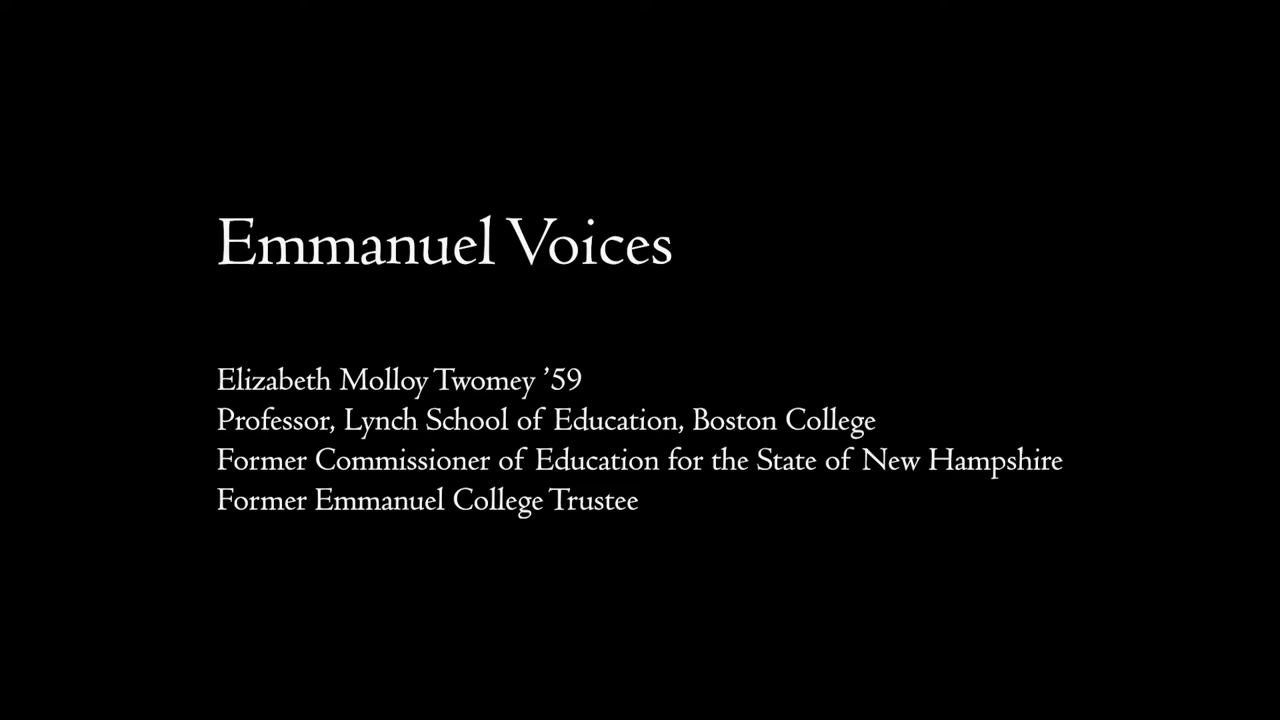 Emmanuel Voices
Elizabeth Molloy Twomey ’59
Professor, Lynch School of Education, Boston College
Former Commissioner of Education for the State of New Hampshire
Former Emmanuel College Trustee